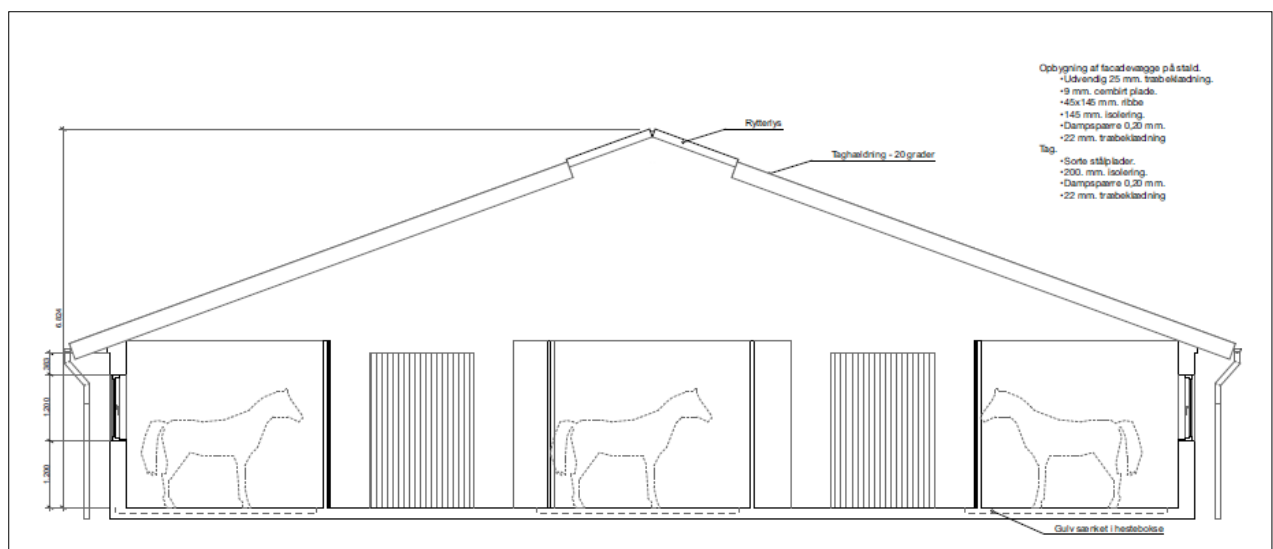 Opbygning af facadevægge på stald.
•Udvendig 25 mm. træbeklædning.
•9 mm. cembrit plade.
•45x145 mm. ribbe
•145 mm. isolering.
•Dampspærre 0,20 mm.
•22 mm. træbeklædning
Tag.
•Sorte stålplader.
•200. mm. isolering.
•Dampspærre 0,20 mm.
•22 mm. træbeklædning
Rytterlys
Taghældning - 20 grader
6.824
383
1.200
1.200
Gulv sænket i hestebokse